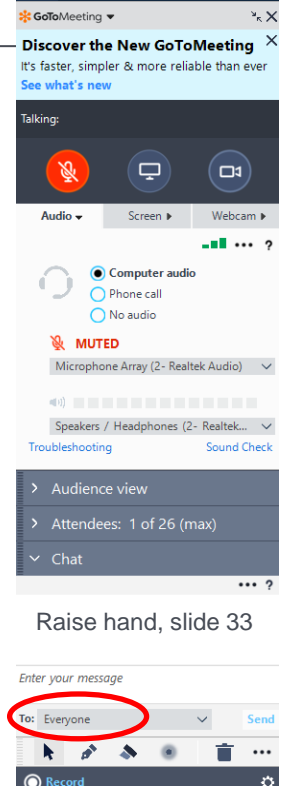 GoToMeeting
Discover the New GoToMeeting
It's faster, simpler & more reliable than ever
See what's new
Talking:
Audio Screen Webcam
?
Computer audio
Phone call
No audio
MUTED
Microphone Array (2- Realtek Audio)
Speakers / Headphones (2- Realtek...
Troubleshooting Sound Check
Audience view
Attendees: 1 of 26 (max)
Chat
... ?
Raise hand, slide 33
Enter your message
To: Everyone Send
Record